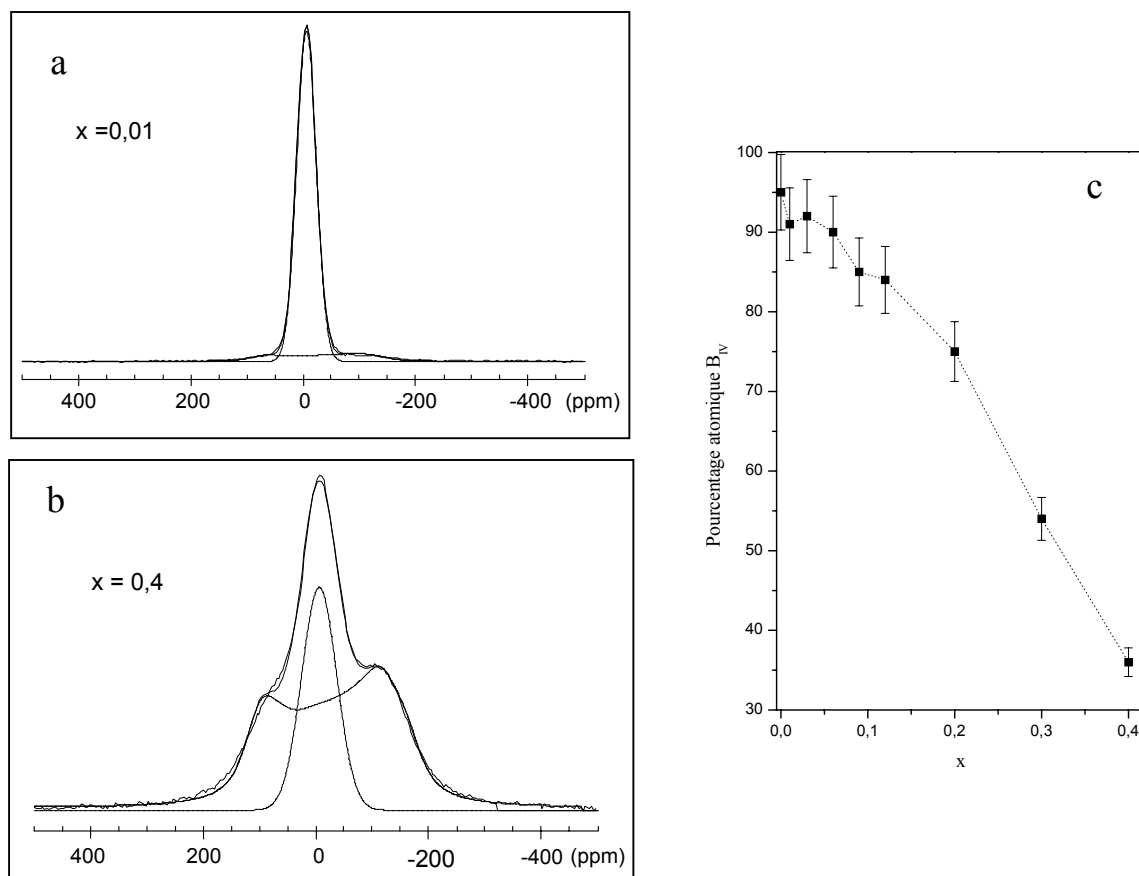 a
x =0,01
400 200 0 -200 -400 (ppm)
b
x = 0,4
400 200 0 -200 -400 (ppm)
c
Pourcentage atomique B_IV
100
90
80
70
60
50
40
30
0,0 0,1 0,2 0,3 0,4
x